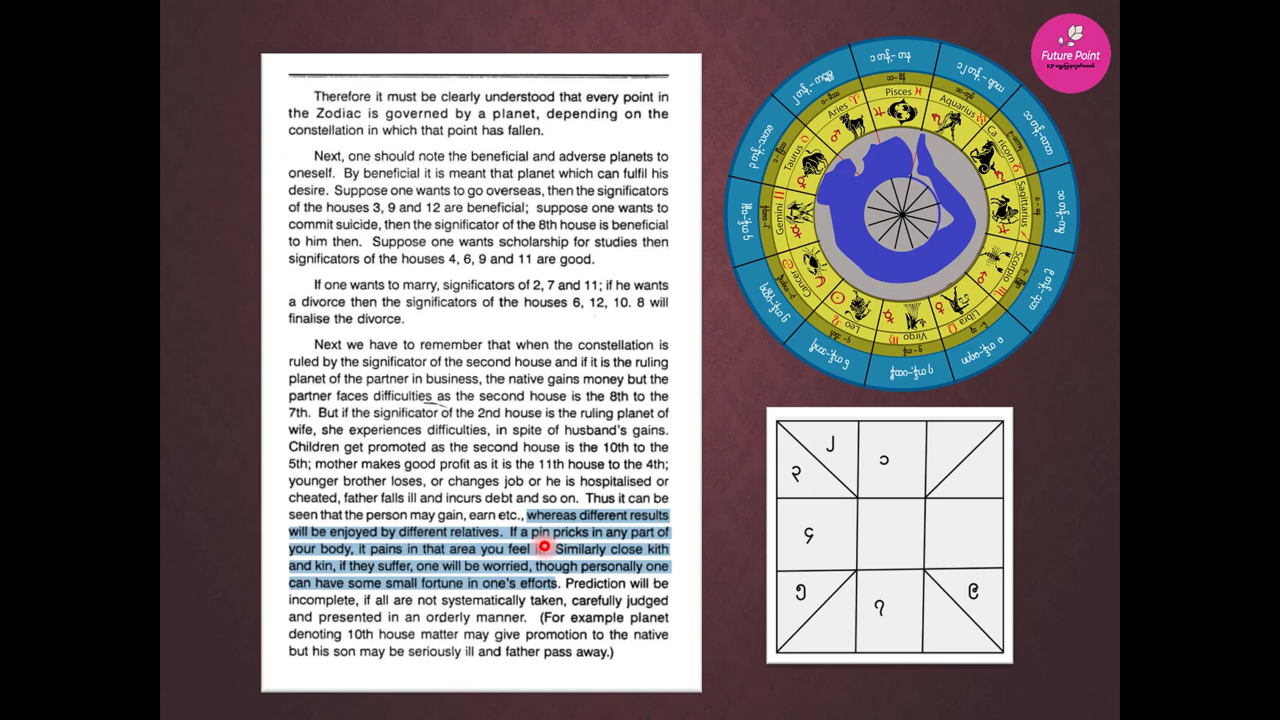 Therefore it must be clearly understood that every point in
the Zodiac is governed by a planet, depending on the
constellation in which that point has fallen.
Next, one should note the beneficial and adverse planets to
oneself. By beneficial it is meant that planet which can fulfil his
desire. Suppose one wants to go overseas, then the significators
of the houses 3, 9 and 12 are beneficial; suppose one wants to
commit suicide, then the significator of the 8th house is beneficial
to him then. Suppose one wants scholarship for studies then
significators of the houses 4, 6, 9 and 11 are good.
If one wants to marry, significators of 2, 7 and 11; if he wants
a divorce then the significators of the houses 6, 12, 10. 8 will
finalise the divorce.
Next we have to remember that when the constellation is
ruled by the significator of the second house and if it is the ruling
planet of the partner in business, the native gains money but the
partner faces difficulties as the second house is the 8th to the
7th. But if the significator of the 2nd house is the ruling planet of
wife, she experiences difficulties, in spite of husband's gains.
Children get promoted as the second house is the 10th to the
5th; mother makes good profit as it is the 11th house to the 4th;
younger brother loses, or changes job or he is hospitalised or
cheated, father falls ill and incurs debt and so on. Thus it can be
seen that the person may gain, earn etc., whereas different results
will be enjoyed by different relatives. If a pin pricks in any part of
your body, it pains in that area you feel
Similarly close kith
and kin, if they suffer, one will be worried, though personally one
can have some small fortune in one's efforts. Prediction will be
incomplete, if all are not systematically taken, carefully judged
and presented in an orderly manner. (For example planet
denoting 10th house matter may give promotion to the native
but his son may be seriously ill and father pass away.)
Future Point
Pisces
Aquarius
Ca ricorn
Sagittarius
Scorpio
Libra
Virgo
Leo
Cancer
Gemini
Taurus
Aries
၂
၁
၃
၄
၅
၇
၉